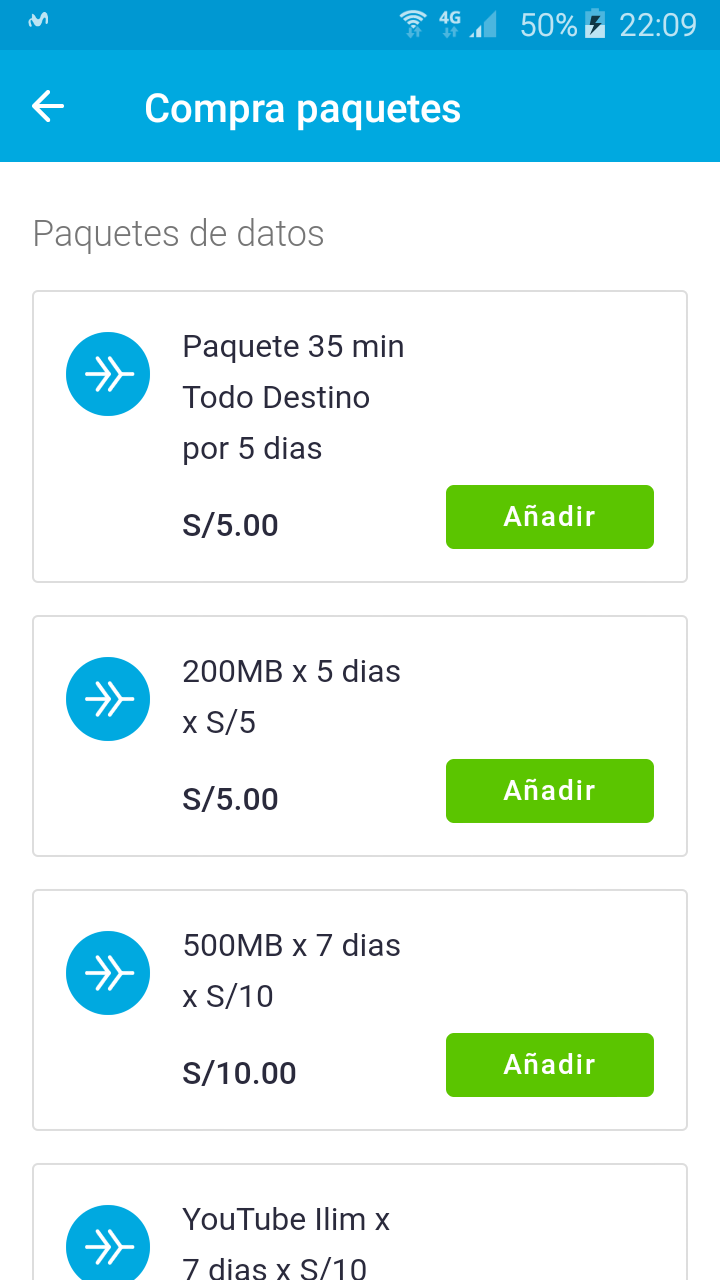 4G 50% 22:09
Compra paquetes
Paquetes de datos
Paquete 35 min
Todo Destino
por 5 dias
S/5.00
Añadir
200MB x 5 dias
x S/5
S/5.00
Añadir
500MB x 7 dias
x S/10
S/10.00
Añadir
YouTube Ilim x
7 dias x S/10